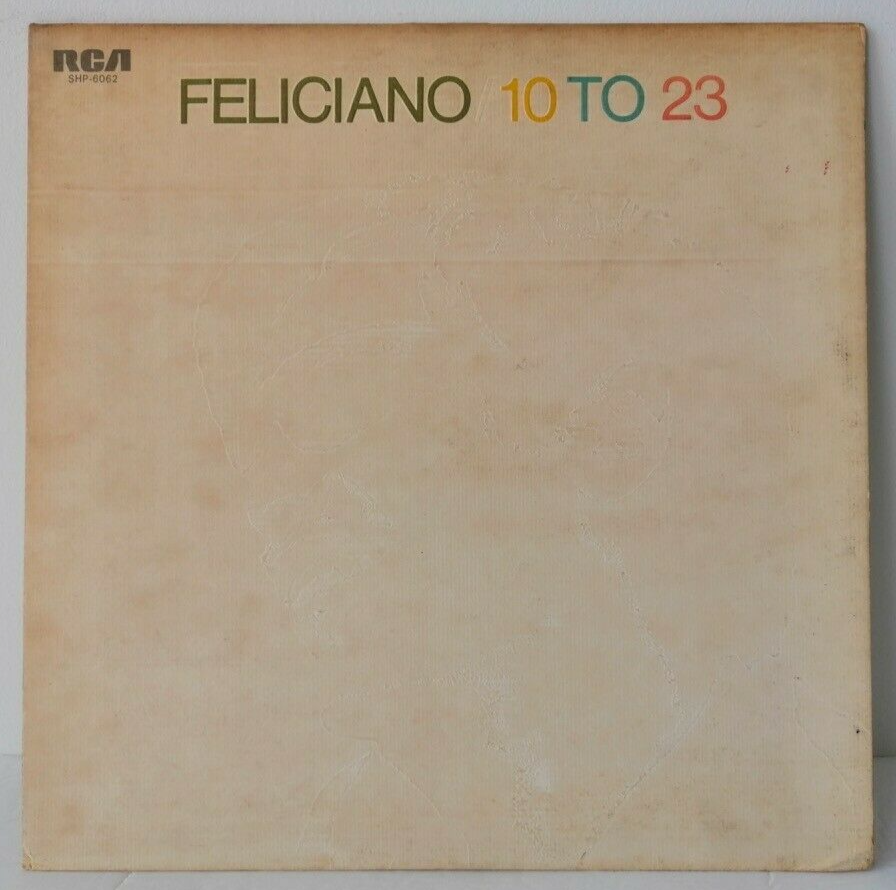 RCA
SHP-6062
FELICIANO / 10 TO 23